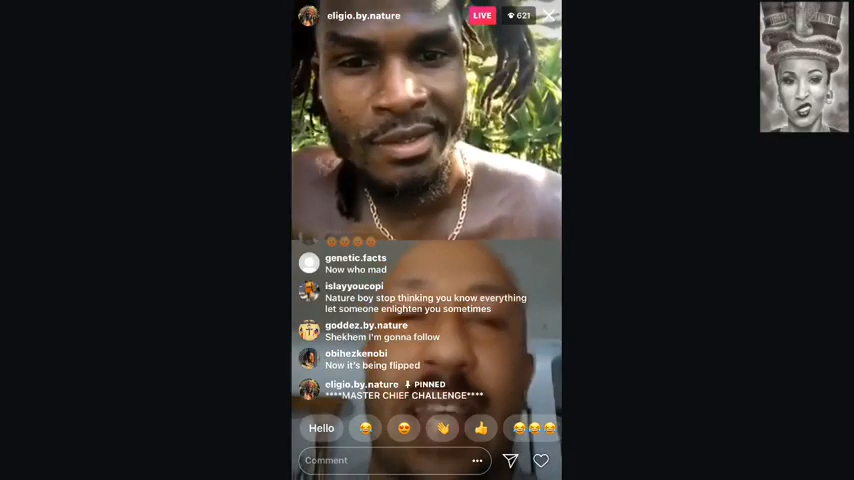 eligio.by.nature
LIVE
621
genetic.facts
Now who mad
islayyoucopi
Nature boy stop thinking you know everything
let someone enlighten you sometimes
goddez.by.nature
Shekhem I'm gonna follow
obihezkenobi
Now it's being flipped
eligio.by.nature PINNED
****MASTER CHIEF CHALLENGE****
Hello
Comment